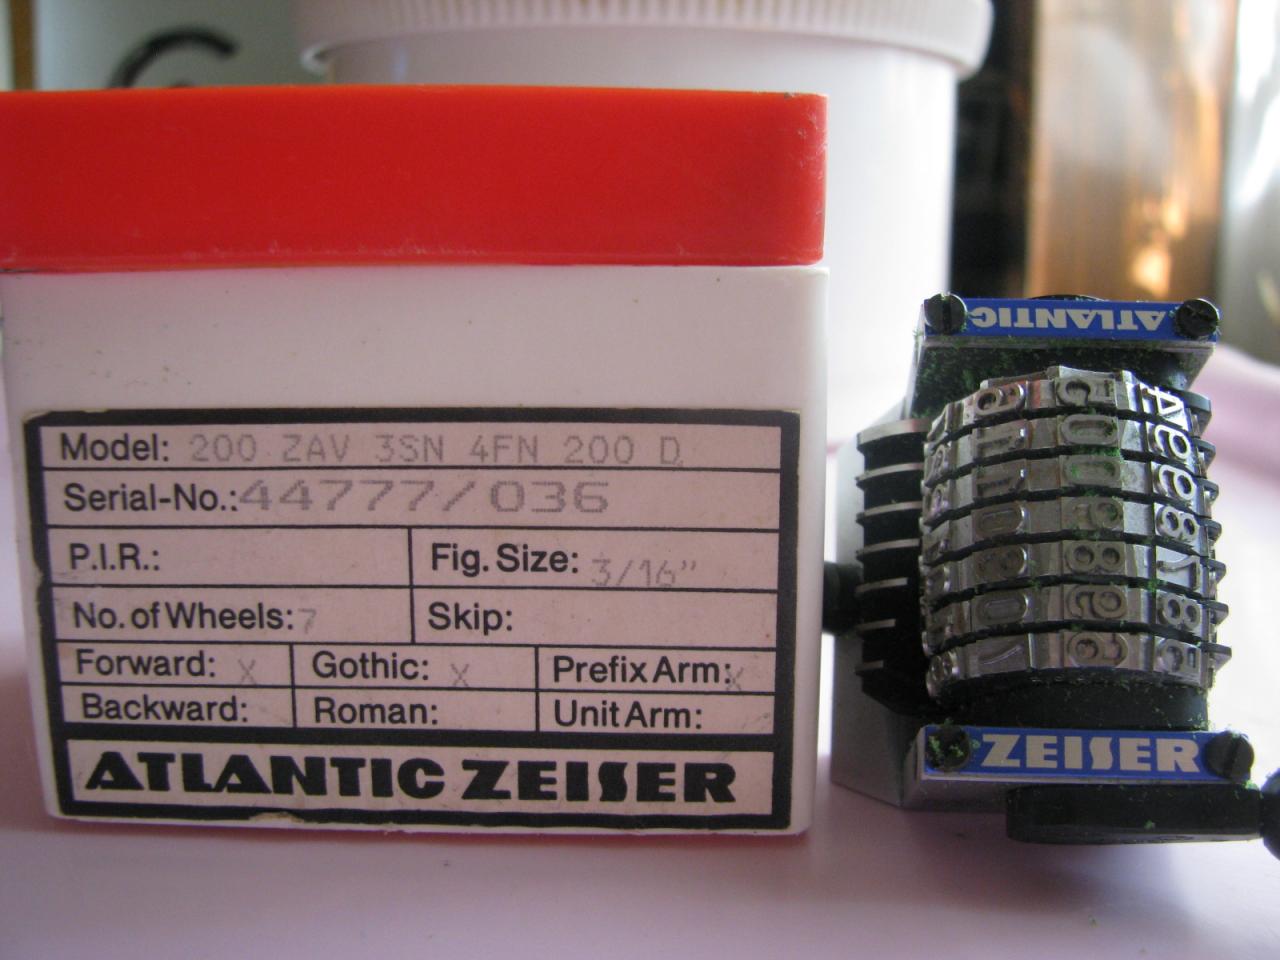 Model: 200 ZAV 3SN 4FN 200 D
Serial-No.: 44777/036
P.I.R.: Fig. Size: 3/16"
No. of Wheels: 7 Skip:
Forward: X Gothic: X Prefix Arm: X
Backward: Roman: Unit Arm:
ATLANTIC ZEISER
ATLANTIC
ZEISER